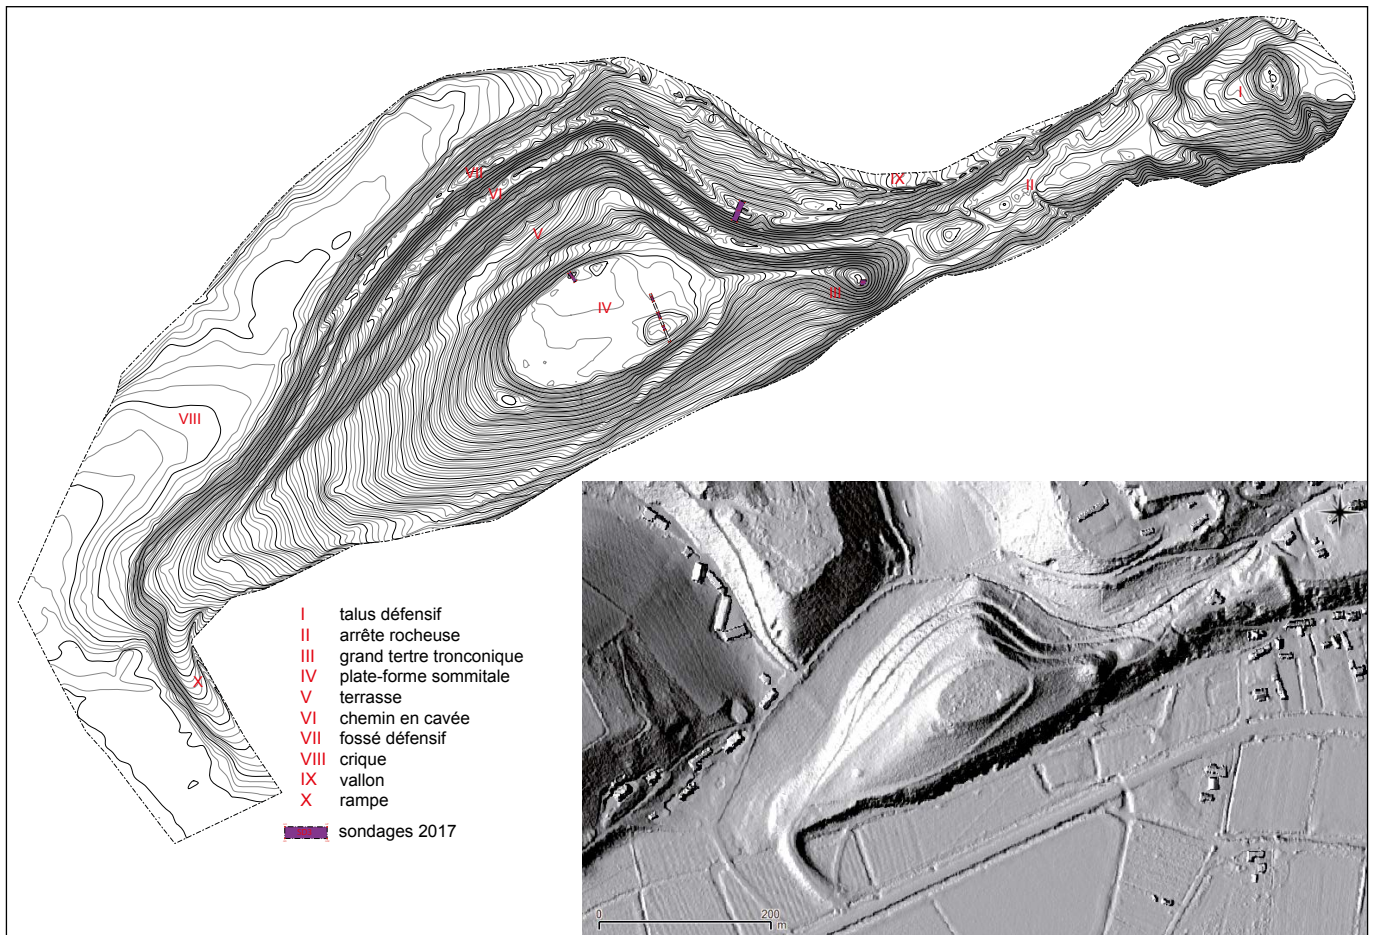 I
IX
VII
VI
II
V
III
IV
VIII
X
I talus défensif
II arrête rocheuse
III grand tertre tronconique
IV plate-forme sommitale
V terrasse
VI chemin en cavée
VII fossé défensif
VIII crique
IX vallon
X rampe
sondages 2017
0 200
m